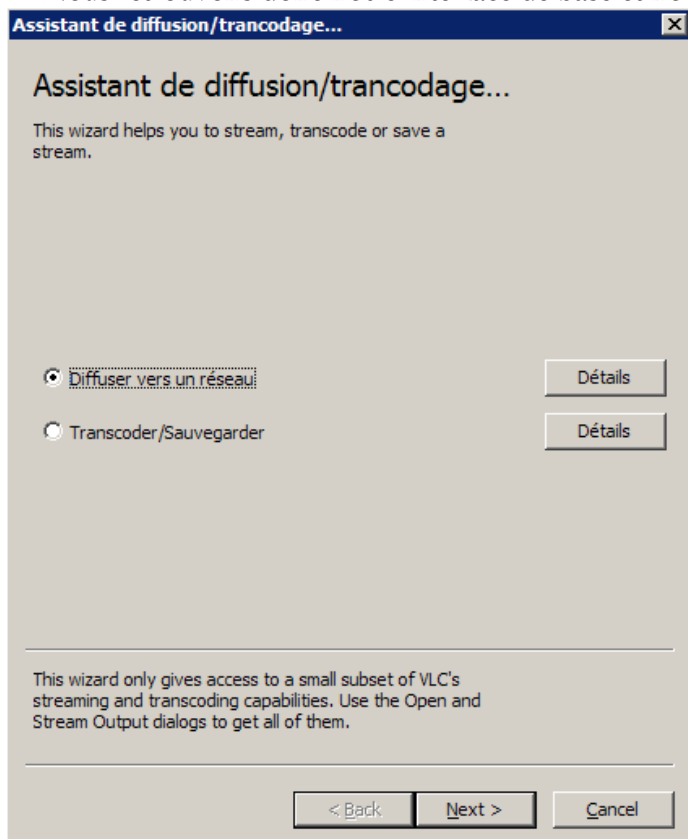 Assistant de diffusion/trancodage...
Assistant de diffusion/trancodage...
This wizard helps you to stream, transcode or save a
stream.
Diffuser vers un réseau
Détails
Transcoder/Sauvegarder
Détails
This wizard only gives access to a small subset of VLC's
streaming and transcoding capabilities. Use the Open and
Stream Output dialogs to get all of them.
< Back
Next >
Cancel